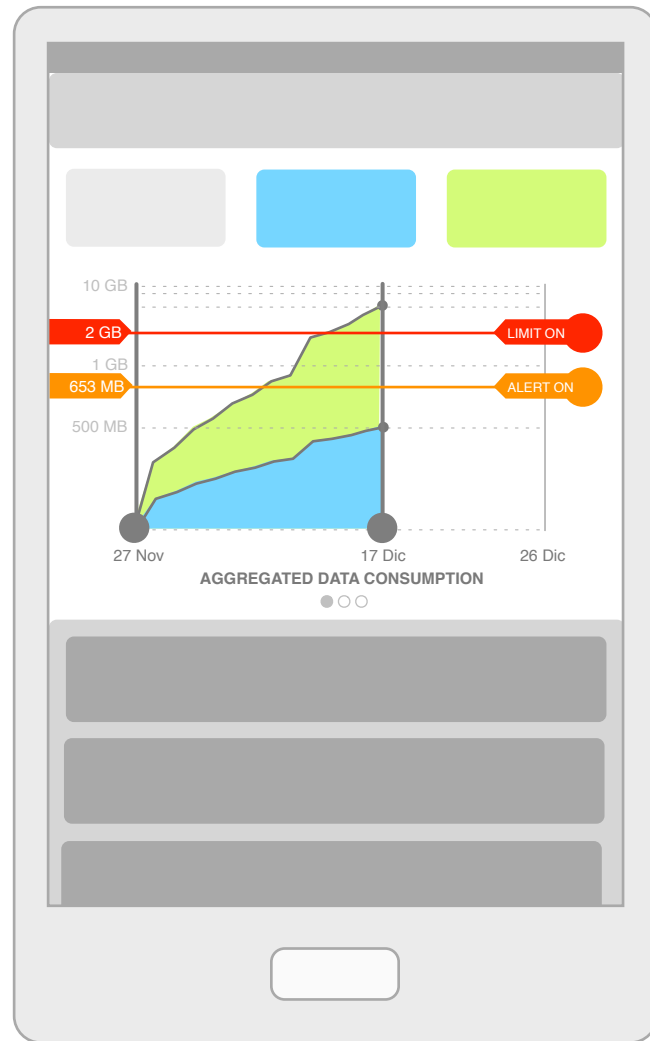 10 GB
2 GB
LIMIT ON
1 GB
653 MB
ALERT ON
500 MB
27 Nov
17 Dic
26 Dic
AGGREGATED DATA CONSUMPTION